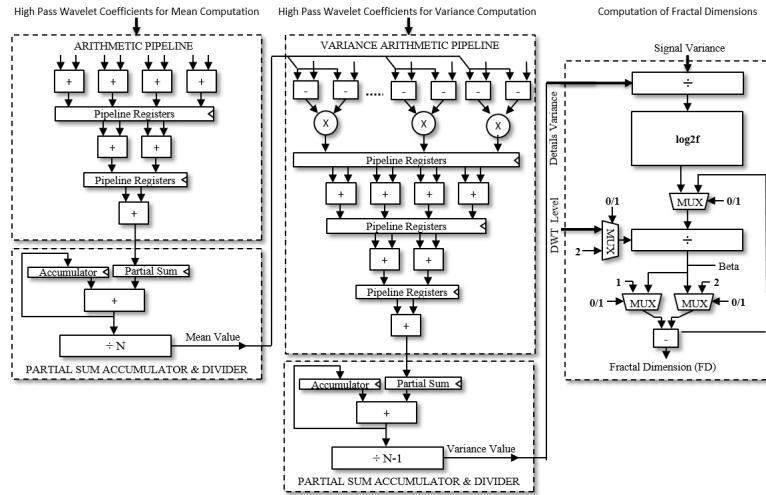 High Pass Wavelet Coefficients for Mean Computation
ARITHMETIC PIPELINE
+ + + +
Pipeline Registers
+ +
Pipeline Registers
+
Accumulator
Partial Sum
+
÷ N
Mean Value
PARTIAL SUM ACCUMULATOR & DIVIDER
High Pass Wavelet Coefficients for Variance Computation
VARIANCE ARITHMETIC PIPELINE
- - ..... - - - -
X X X
Pipeline Registers
+ + + +
Pipeline Registers
+ +
Pipeline Registers
+
Accumulator
Partial Sum
+
÷ N-1
Variance Value
PARTIAL SUM ACCUMULATOR & DIVIDER
Computation of Fractal Dimensions
Signal Variance
Details Variance
÷
log2f
MUX
0/1
DWT Level
0/1
MUX
2
÷
Beta
1
2
0/1
MUX
MUX
0/1
-
Fractal Dimension (FD)